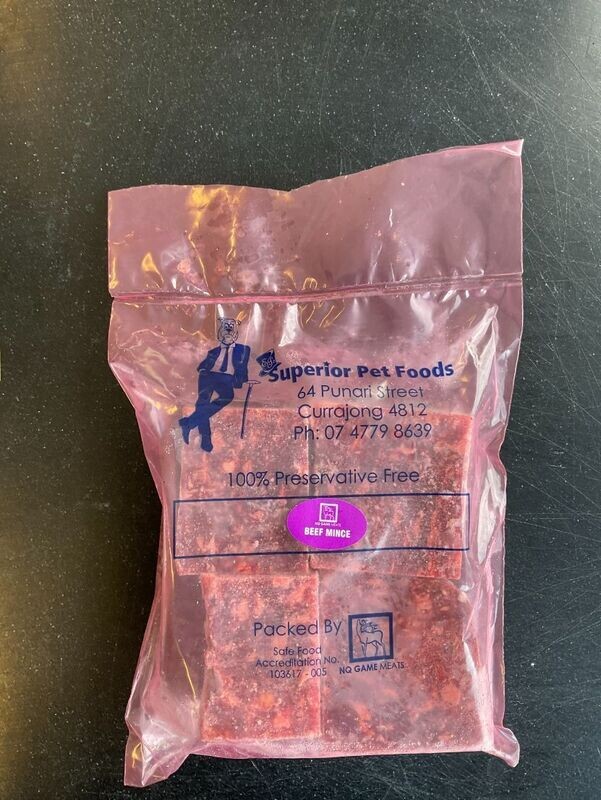 Superior Pet Foods
64 Punari Street
Currajong 4812
Ph: 07 4779 8639
100% Preservative Free
NQ GAME MEATS
BEEF MINCE
Packed By
Safe Food
Accreditation No.
103617 - 005
NQ GAME MEATS